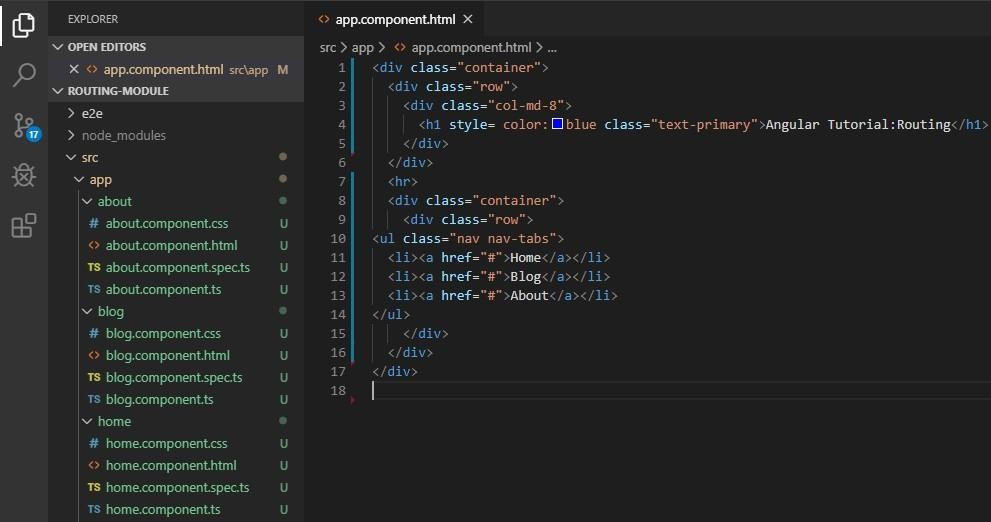 EXPLORER
OPEN EDITORS
app.component.html src\app M
ROUTING-MODULE
17
e2e
node_modules
src
app
about
# about.component.css U
<> about.component.html U
TS about.component.spec.ts U
TS about.component.ts U
blog
# blog.component.css U
<> blog.component.html U
TS blog.component.spec.ts U
TS blog.component.ts U
home
# home.component.css U
<> home.component.html U
TS home.component.spec.ts U
TS home.component.ts U
<> app.component.html
src > app > <> app.component.html > ...
1 <div class="container">
2 <div class="row">
3 <div class="col-md-8">
4 <h1 style= color:blue class="text-primary">Angular Tutorial:Routing</h1>
5 </div>
6 </div>
7 <hr>
8 <div class="container">
9 <div class="row">
10 <ul class="nav nav-tabs">
11 <li><a href="#">Home</a></li>
12 <li><a href="#">Blog</a></li>
13 <li><a href="#">About</a></li>
14 </ul>
15 </div>
16 </div>
17 </div>
18